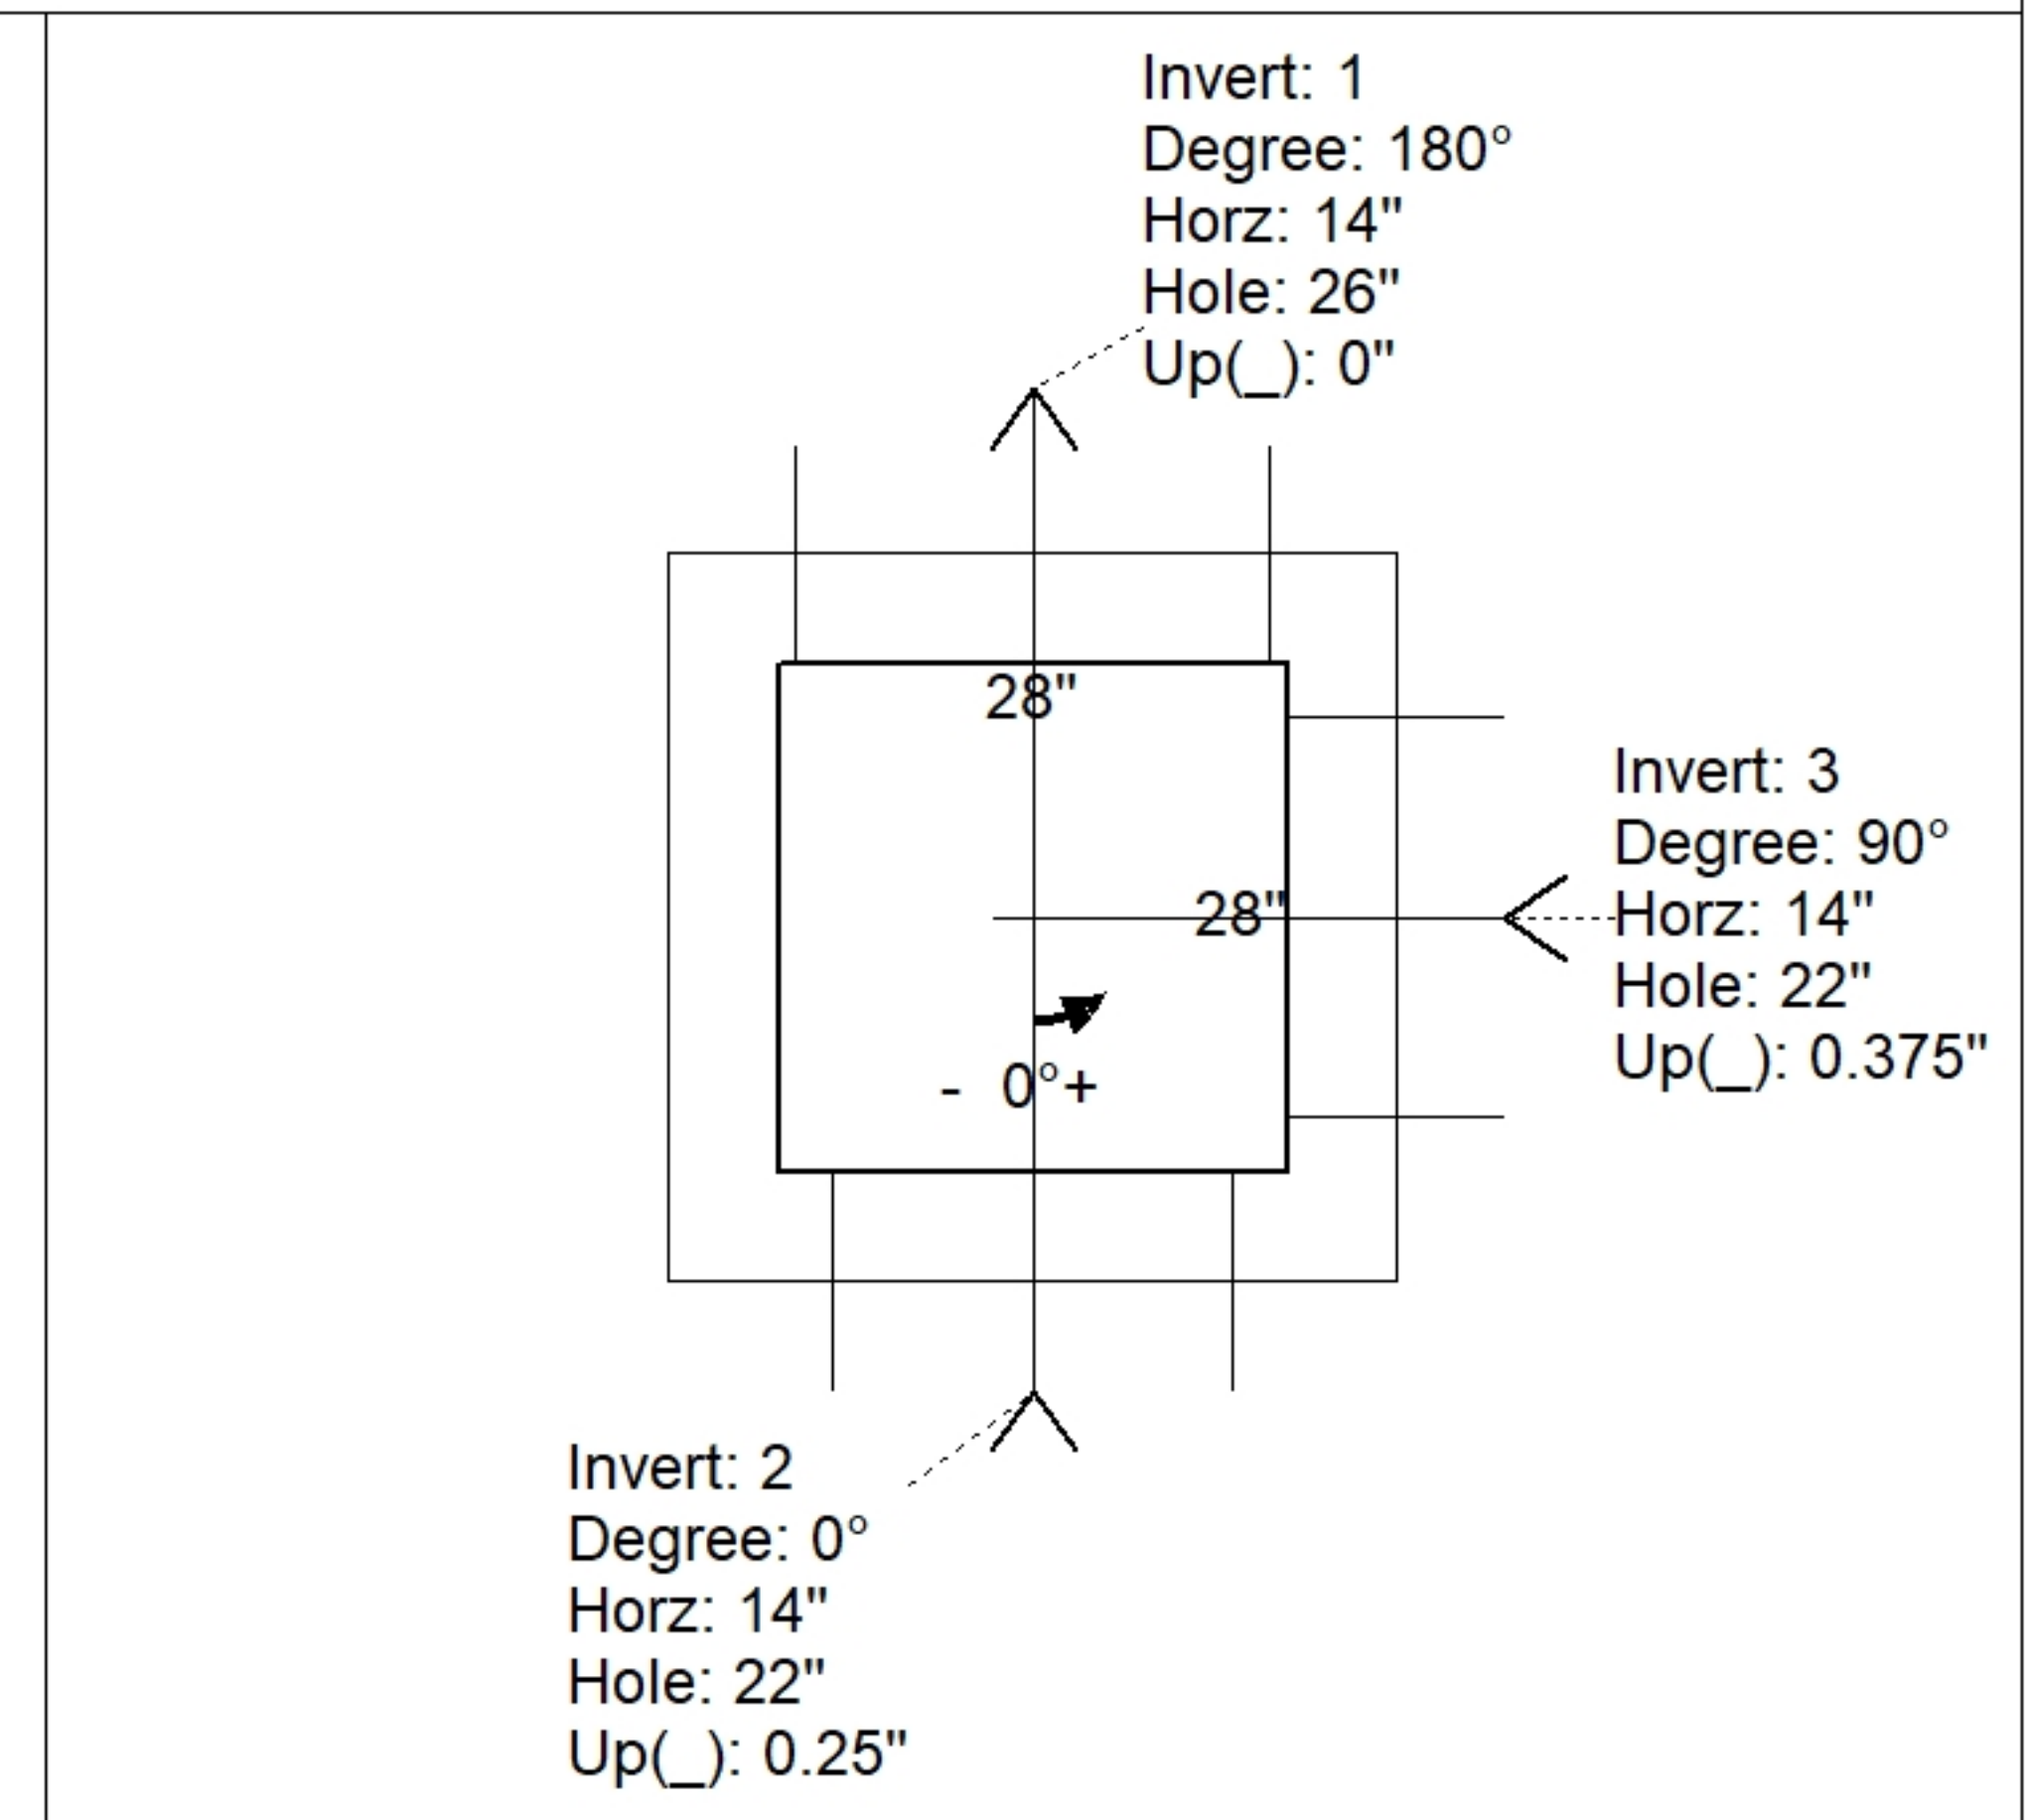 Invert: 1
Degree: 180°
Horz: 14"
Hole: 26"
Up(_): 0"
28"
Invert: 3
Degree: 90°
28"
Horz: 14"
Hole: 22"
Up(_): 0.375"
- 0°+
Invert: 2
Degree: 0°
Horz: 14"
Hole: 22"
Up(_): 0.25"